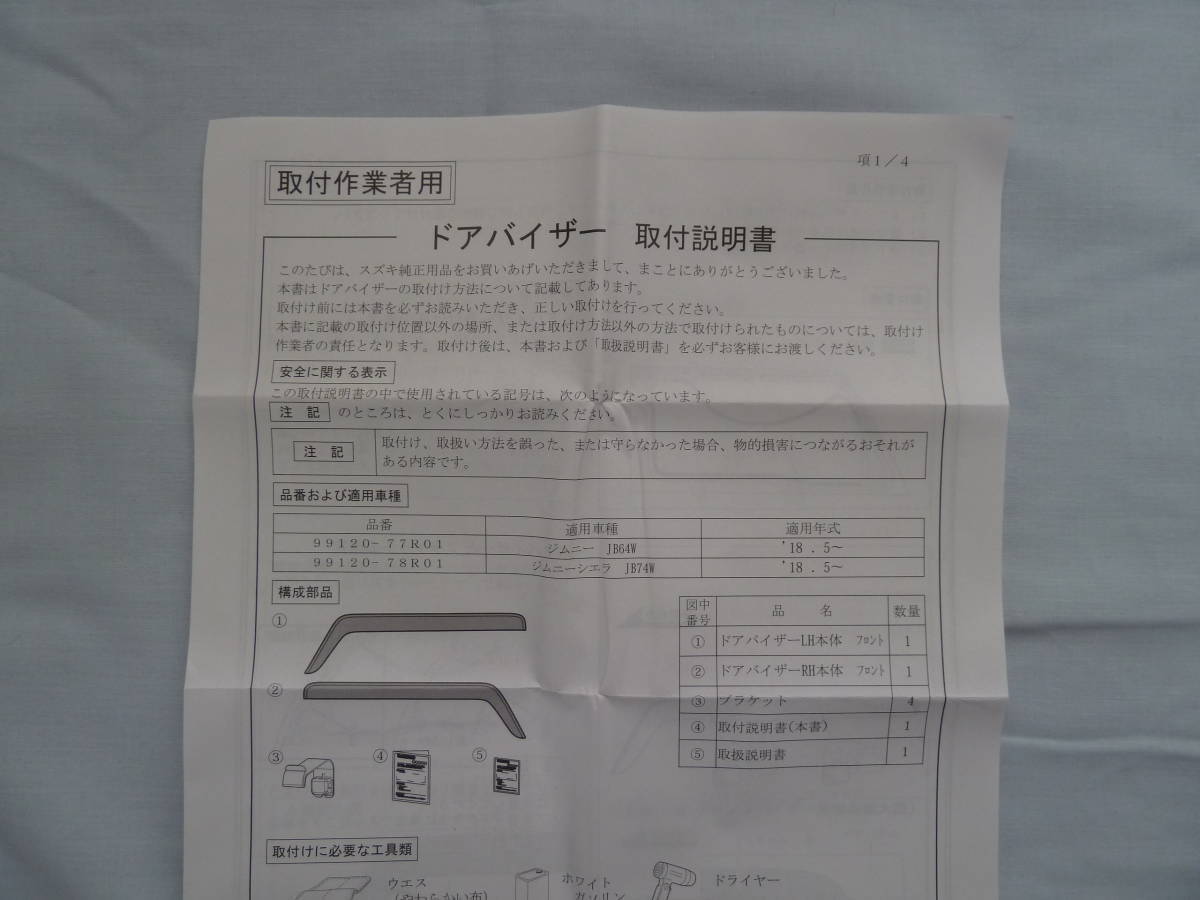 項1／4
取付作業者用
ドアバイザー 取付説明書
このたびは、スズキ純正用品をお買いあげいただきまして、まことにありがとうございました。
本書はドアバイザーの取付け方法について記載してあります。
取付け前には本書を必ずお読みいただき、正しい取付けを行ってください。
本書に記載の取付け位置以外の場所、または取付け方法以外の方法で取付けられたものについては、取付け
作業者の責任となります。取付け後は、本書および「取扱説明書」を必ずお客様にお渡しください。
安全に関する表示
この取付説明書の中で使用されている記号は、次のようになっています。
注 記 のところは、とくにしっかりお読みください。
注 記 取付け、取扱い方法を誤った、または守らなかった場合、物的損害につながるおそれが
ある内容です。
品番および適用車種
品番 適用車種 適用年式
99120-77R01 ジムニー JB64W '18．5～
99120-78R01 ジムニーシエラ JB74W '18．5～
構成部品
①
②
③ ④ ⑤
図中番号 品 名 数量
① ドアバイザーLH本体 フロント 1
② ドアバイザーRH本体 フロント 1
③ ブラケット 4
④ 取付説明書(本書) 1
⑤ 取扱説明書 1
取付けに必要な工具類
ウエス ホワイト ドライヤー
(やわらかい布) ガソリン